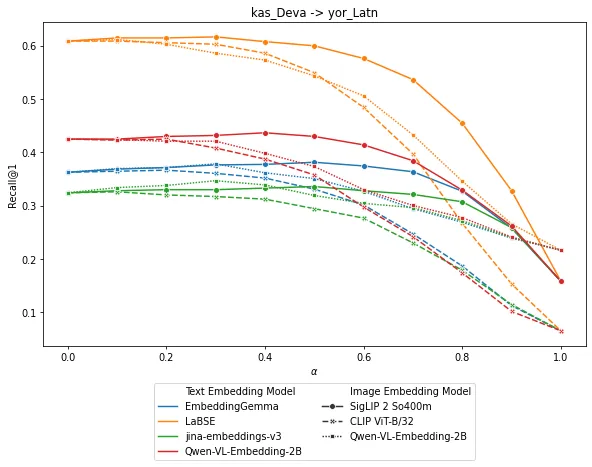 kas_Deva -> yor_Latn
Recall@1
0.6
0.5
0.4
0.3
0.2
0.1
0.0 0.2 0.4 0.6 0.8 1.0
α
Text Embedding Model
EmbeddingGemma
LaBSE
jina-embeddings-v3
Qwen-VL-Embedding-2B
Image Embedding Model
SigLIP 2 So400m
CLIP ViT-B/32
Qwen-VL-Embedding-2B